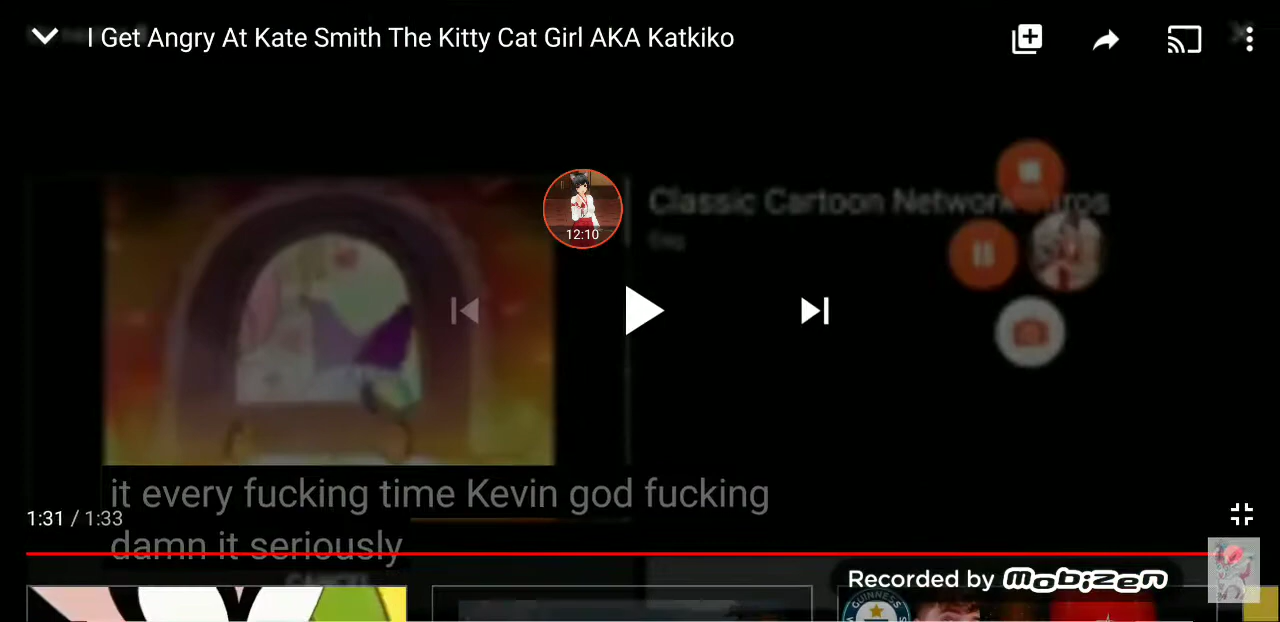 I Get Angry At Kate Smith The Kitty Cat Girl AKA Katkiko
Classic Cartoon Network
12:10
it every fucking time Kevin god fucking
1:31 / 1:33
damn it seriously
Recorded by mobizen
GUINNESS